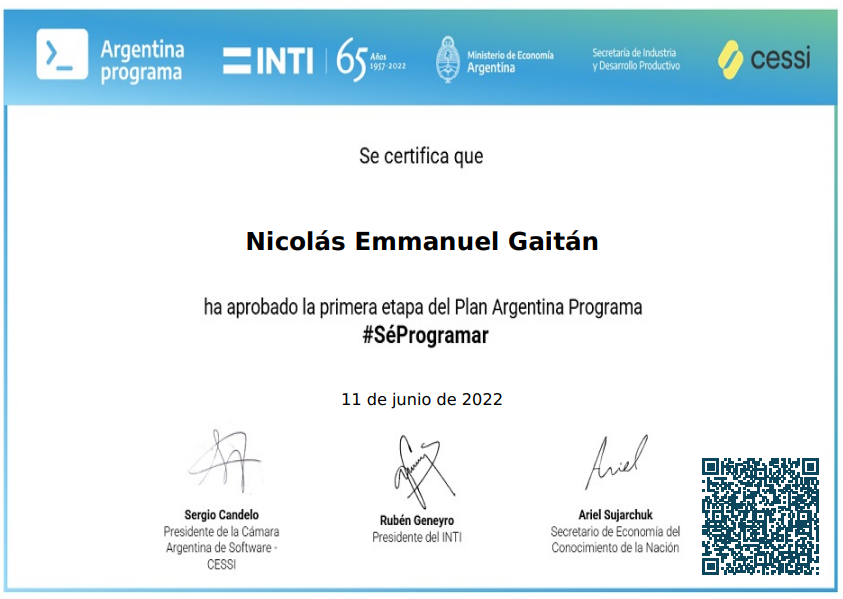 Argentina
programa
INTI
65 Años
1957-2022
Ministerio de Economía
Argentina
Secretaría de Industria
y Desarrollo Productivo
cessi
Se certifica que
Nicolás Emmanuel Gaitán
ha aprobado la primera etapa del Plan Argentina Programa
#SéProgramar
11 de junio de 2022
Ariel
Sergio Candelo
Presidente de la Cámara
Argentina de Software -
CESSI
Rubén Geneyro
Presidente del INTI
Ariel Sujarchuk
Secretario de Economía del
Conocimiento de la Nación